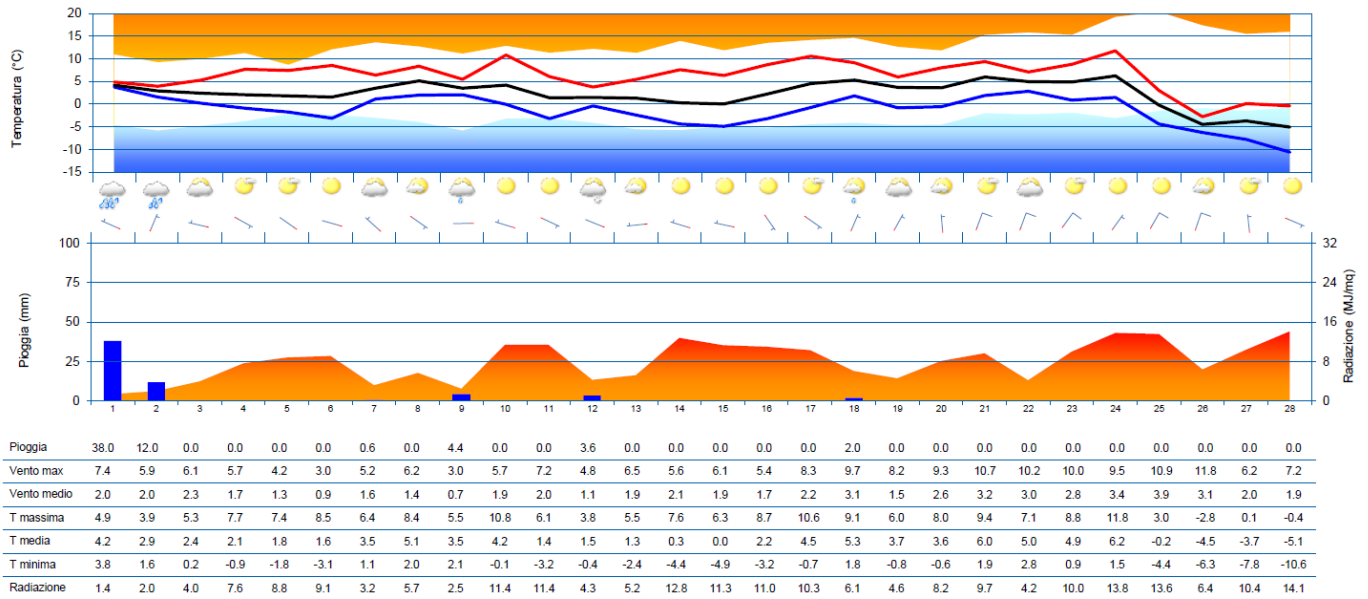 Temperatura (°C)
20
15
10
5
0
-5
-10
-15
Pioggia (mm)
100
75
50
25
0
32
24
16
8
0
Radiazione (MJ/mq)
1 2 3 4 5 6 7 8 9 10 11 12 13 14 15 16 17 18 19 20 21 22 23 24 25 26 27 28
Pioggia 38.0 12.0 0.0 0.0 0.0 0.0 0.6 0.0 4.4 0.0 0.0 3.6 0.0 0.0 0.0 0.0 0.0 2.0 0.0 0.0 0.0 0.0 0.0 0.0 0.0 0.0 0.0 0.0
Vento max 7.4 5.9 6.1 5.7 4.2 3.0 5.2 6.2 3.0 5.7 7.2 4.8 6.5 5.6 6.1 5.4 8.3 9.7 8.2 9.3 10.7 10.2 10.0 9.5 10.9 11.8 6.2 7.2
Vento medio 2.0 2.0 2.3 1.7 1.3 0.9 1.6 1.4 0.7 1.9 2.0 1.1 1.9 2.1 1.9 1.7 2.2 3.1 1.5 2.6 3.2 3.0 2.8 3.4 3.9 3.1 2.0 1.9
T massima 4.9 3.9 5.3 7.7 7.4 8.5 6.4 8.4 5.5 10.8 6.1 3.8 5.5 7.6 6.3 8.7 10.6 9.1 6.0 8.0 9.4 7.1 8.8 11.8 3.0 -2.8 0.1 -0.4
T media 4.2 2.9 2.4 2.1 1.8 1.6 3.5 5.1 3.5 4.2 1.4 1.5 1.3 0.3 0.0 2.2 4.5 5.3 3.7 3.6 6.0 5.0 4.9 6.2 -0.2 -4.5 -3.7 -5.1
T minima 3.8 1.6 0.2 -0.9 -1.8 -3.1 1.1 2.0 2.1 -0.1 -3.2 -0.4 -2.4 -4.4 -4.9 -3.2 -0.7 1.8 -0.8 -0.6 1.9 2.8 0.9 1.5 -4.4 -6.3 -7.8 -10.6
Radiazione 1.4 2.0 4.0 7.6 8.8 9.1 3.2 5.7 2.5 11.4 11.4 4.3 5.2 12.8 11.3 11.0 10.3 6.1 4.6 8.2 9.7 4.2 10.0 13.8 13.6 6.4 10.4 14.1